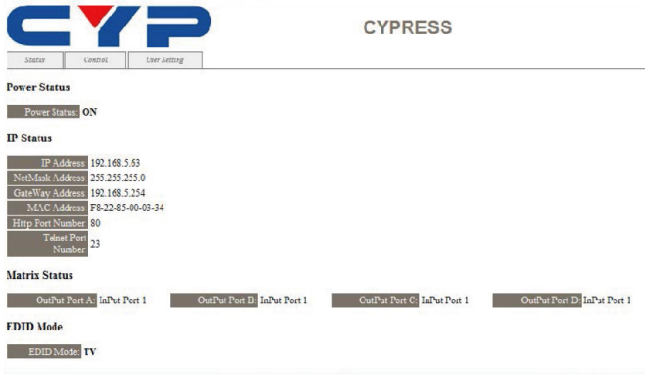 CYP
CYPRESS
Status Control User Setting
Power Status
Power Status: ON
IP Status
IP Address 192.168.5.63
NetMask Address 255.255.255.0
GateWay Address 192.168.5.254
MAC Address F8-22-85-00-03-34
Http Port Number 80
Telnet Port Number 23
Matrix Status
OutPut Port A: InPut Port 1 OutPut Port B: InPut Port 1 OutPut Port C: InPut Port 1 OutPut Port D: InPut Port 1
EDID Mode
EDID Mode: TV